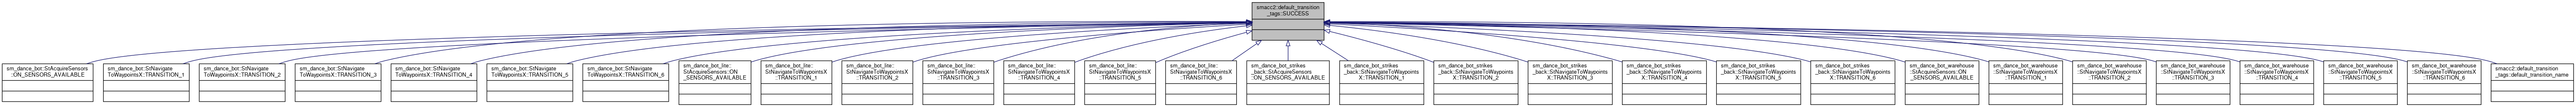 smacc2::default_transition
_tags::SUCCESS
sm_dance_bot::StAcquireSensors
::ON_SENSORS_AVAILABLE
sm_dance_bot::StNavigate
ToWaypointsX::TRANSITION_1
sm_dance_bot::StNavigate
ToWaypointsX::TRANSITION_2
sm_dance_bot::StNavigate
ToWaypointsX::TRANSITION_3
sm_dance_bot::StNavigate
ToWaypointsX::TRANSITION_4
sm_dance_bot::StNavigate
ToWaypointsX::TRANSITION_5
sm_dance_bot::StNavigate
ToWaypointsX::TRANSITION_6
sm_dance_bot_lite::
StAcquireSensors::ON
_SENSORS_AVAILABLE
sm_dance_bot_lite::
StNavigateToWaypointsX
::TRANSITION_1
sm_dance_bot_lite::
StNavigateToWaypointsX
::TRANSITION_2
sm_dance_bot_lite::
StNavigateToWaypointsX
::TRANSITION_3
sm_dance_bot_lite::
StNavigateToWaypointsX
::TRANSITION_4
sm_dance_bot_lite::
StNavigateToWaypointsX
::TRANSITION_5
sm_dance_bot_lite::
StNavigateToWaypointsX
::TRANSITION_6
sm_dance_bot_strikes
_back::StAcquireSensors
::ON_SENSORS_AVAILABLE
sm_dance_bot_strikes
_back::StNavigateToWaypoints
X::TRANSITION_1
sm_dance_bot_strikes
_back::StNavigateToWaypoints
X::TRANSITION_2
sm_dance_bot_strikes
_back::StNavigateToWaypoints
X::TRANSITION_3
sm_dance_bot_strikes
_back::StNavigateToWaypoints
X::TRANSITION_4
sm_dance_bot_strikes
_back::StNavigateToWaypoints
X::TRANSITION_5
sm_dance_bot_strikes
_back::StNavigateToWaypoints
X::TRANSITION_6
sm_dance_bot_warehouse
::StAcquireSensors::ON
_SENSORS_AVAILABLE
sm_dance_bot_warehouse
::StNavigateToWaypointsX
::TRANSITION_1
sm_dance_bot_warehouse
::StNavigateToWaypointsX
::TRANSITION_2
sm_dance_bot_warehouse
::StNavigateToWaypointsX
::TRANSITION_3
sm_dance_bot_warehouse
::StNavigateToWaypointsX
::TRANSITION_4
sm_dance_bot_warehouse
::StNavigateToWaypointsX
::TRANSITION_5
sm_dance_bot_warehouse
::StNavigateToWaypointsX
::TRANSITION_6
smacc2::default_transition
_tags::default_transition_name